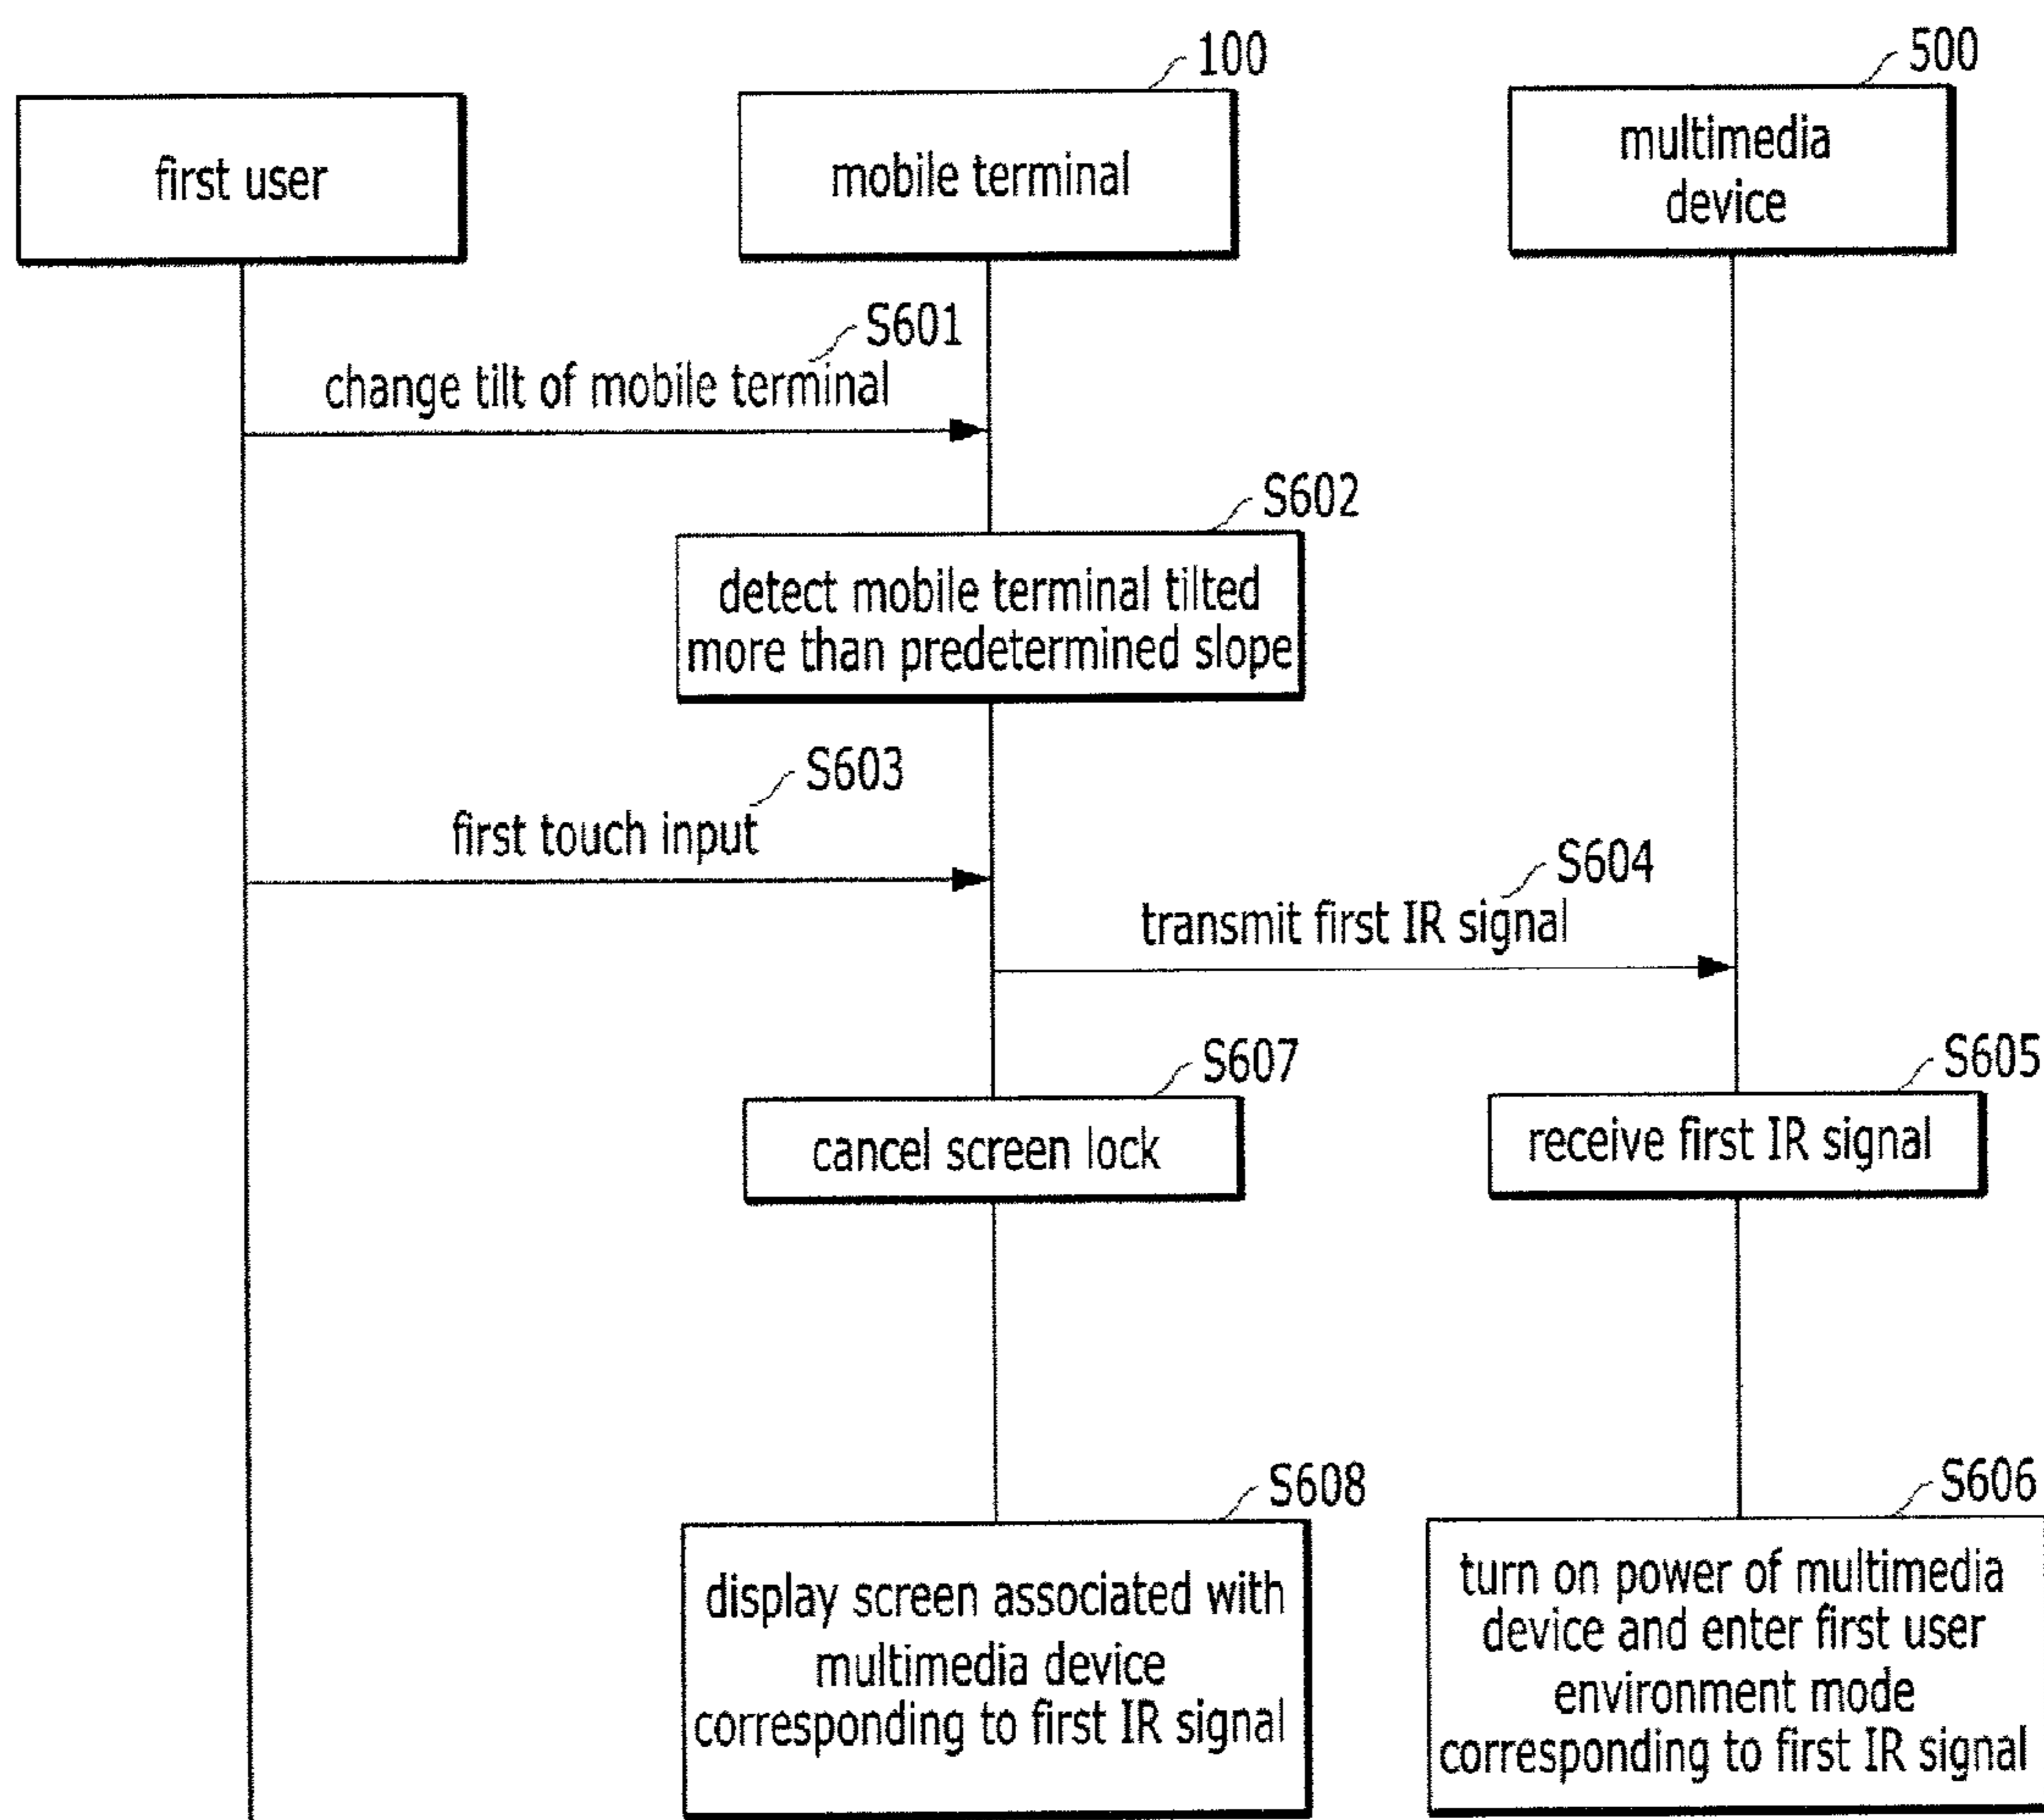 100
500
first user
mobile terminal
multimedia
device
S601
change tilt of mobile terminal
S602
detect mobile terminal tilted
more than predetermined slope
S603
first touch input
S604
transmit first IR signal
S607
S605
cancel screen lock
receive first IR signal
S608
S606
display screen associated with
multimedia device
corresponding to first IR signal
turn on power of multimedia
device and enter first user
environment mode
corresponding to first IR signal